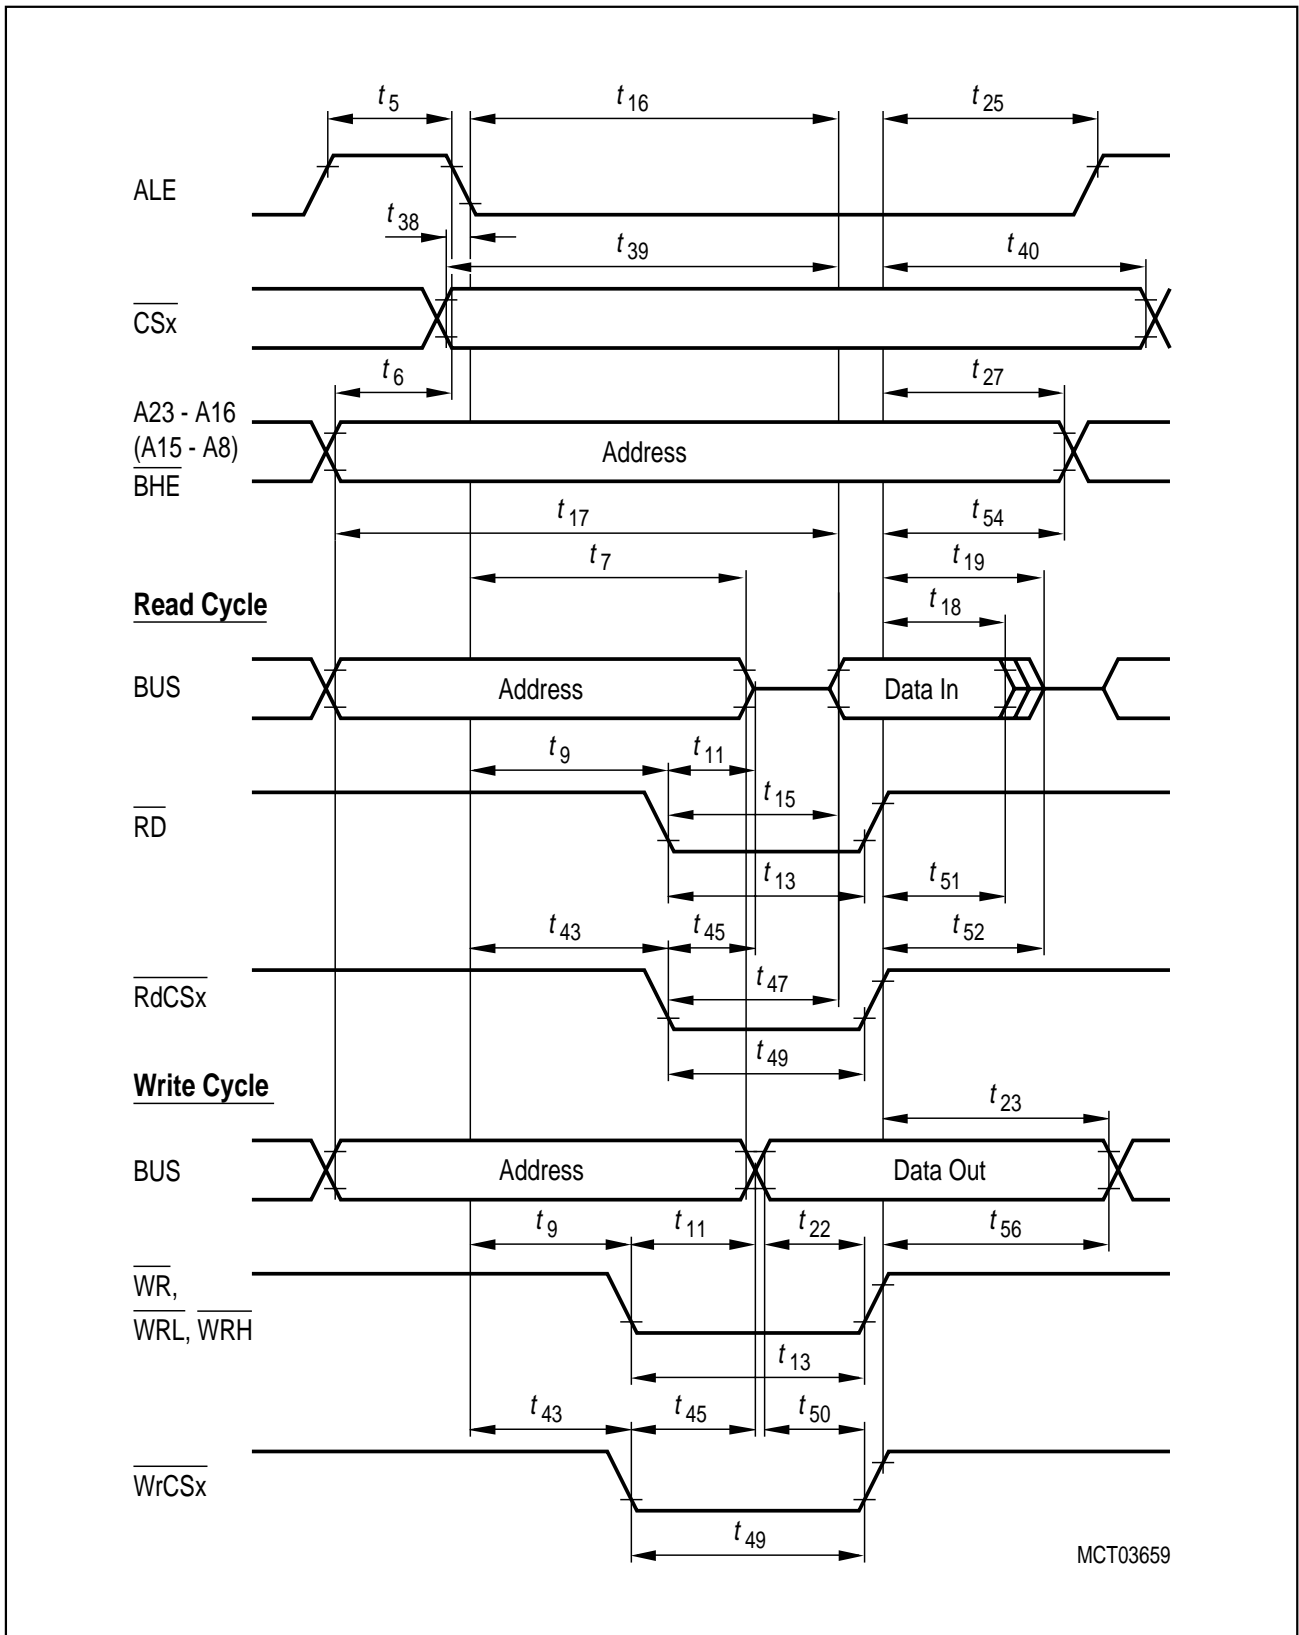 t5 t16 t25
ALE
t38
t39 t40
CSx
t6 t27
A23 - A16
(A15 - A8)
BHE
Address
t17 t54
t7 t19
Read Cycle
t18
BUS
Address
Data In
t9 t11
t15
RD
t13 t51
t43 t45 t52
RdCSx
t47
t49
Write Cycle
t23
BUS
Address
Data Out
t9 t11 t22 t56
WR,
WRL, WRH
t13
t43 t45 t50
WrCSx
t49
MCT03659